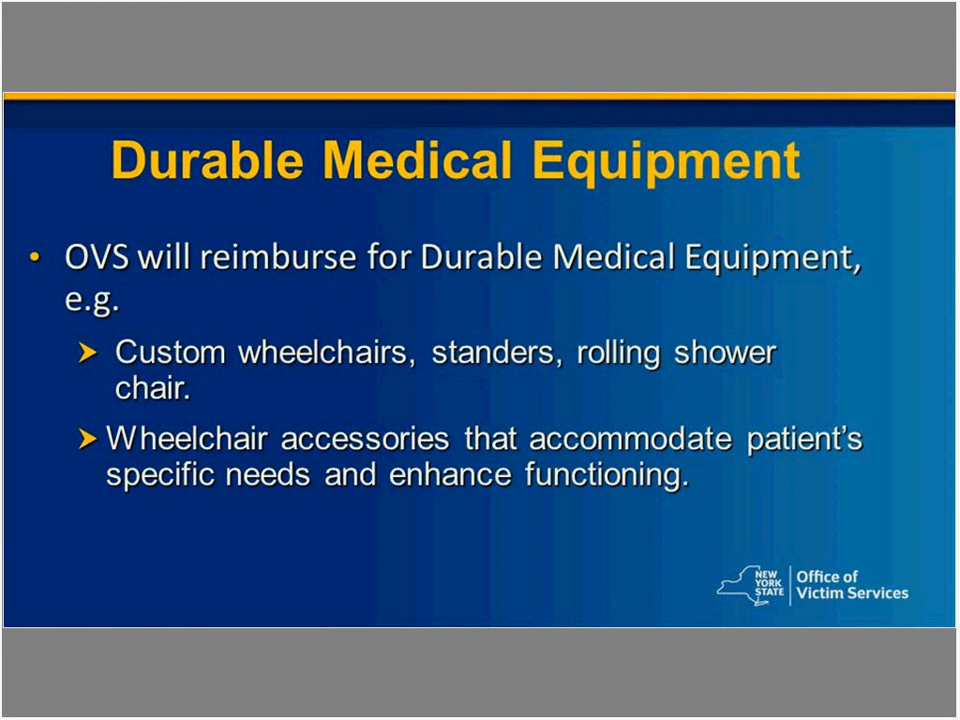 Durable Medical Equipment
• OVS will reimburse for Durable Medical Equipment,
e.g.
➤ Custom wheelchairs, standers, rolling shower
chair.
➤ Wheelchair accessories that accommodate patient’s
specific needs and enhance functioning.
NEW
YORK
STATE
Office of
Victim Services